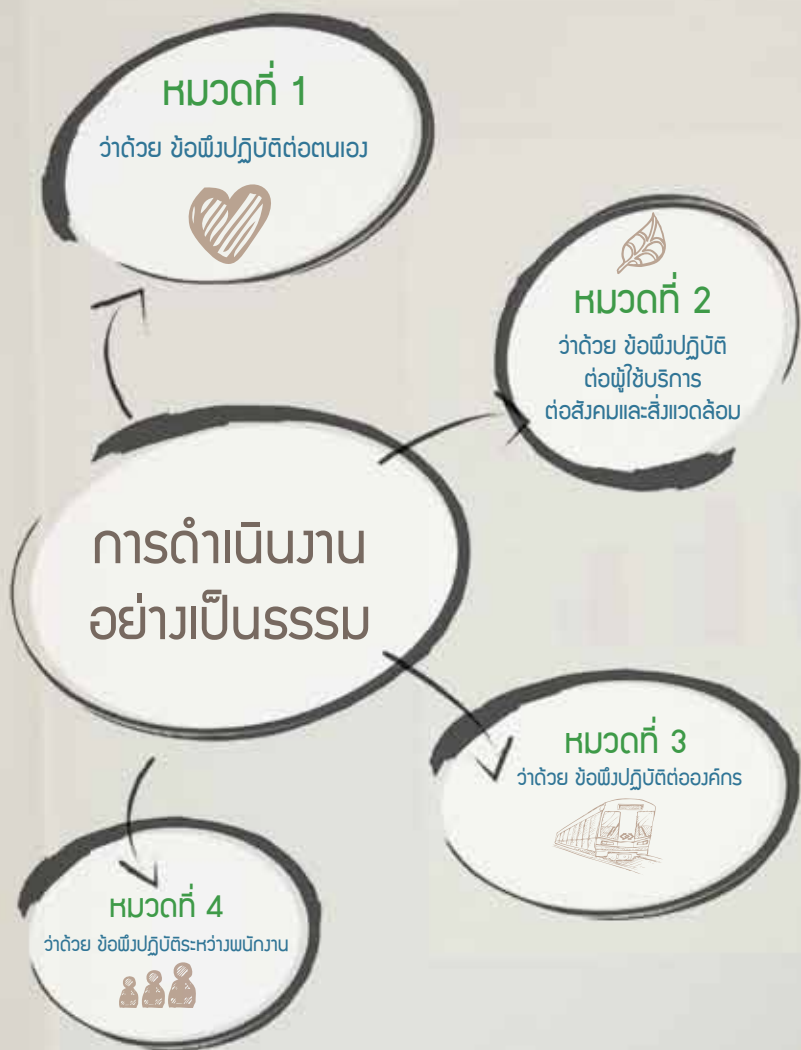 หมวดที่ 1
ว่าด้วย ข้อพึงปฏิบัติต่อตนเอง
หมวดที่ 2
ว่าด้วย ข้อพึงปฏิบัติ
ต่อผู้ใช้บริการ
ต่อสังคมและสิ่งแวดล้อม
การดำเนินงาน
อย่างเป็นธรรม
หมวดที่ 3
ว่าด้วย ข้อพึงปฏิบัติต่อองค์กร
หมวดที่ 4
ว่าด้วย ข้อพึงปฏิบัติระหว่างพนักงาน